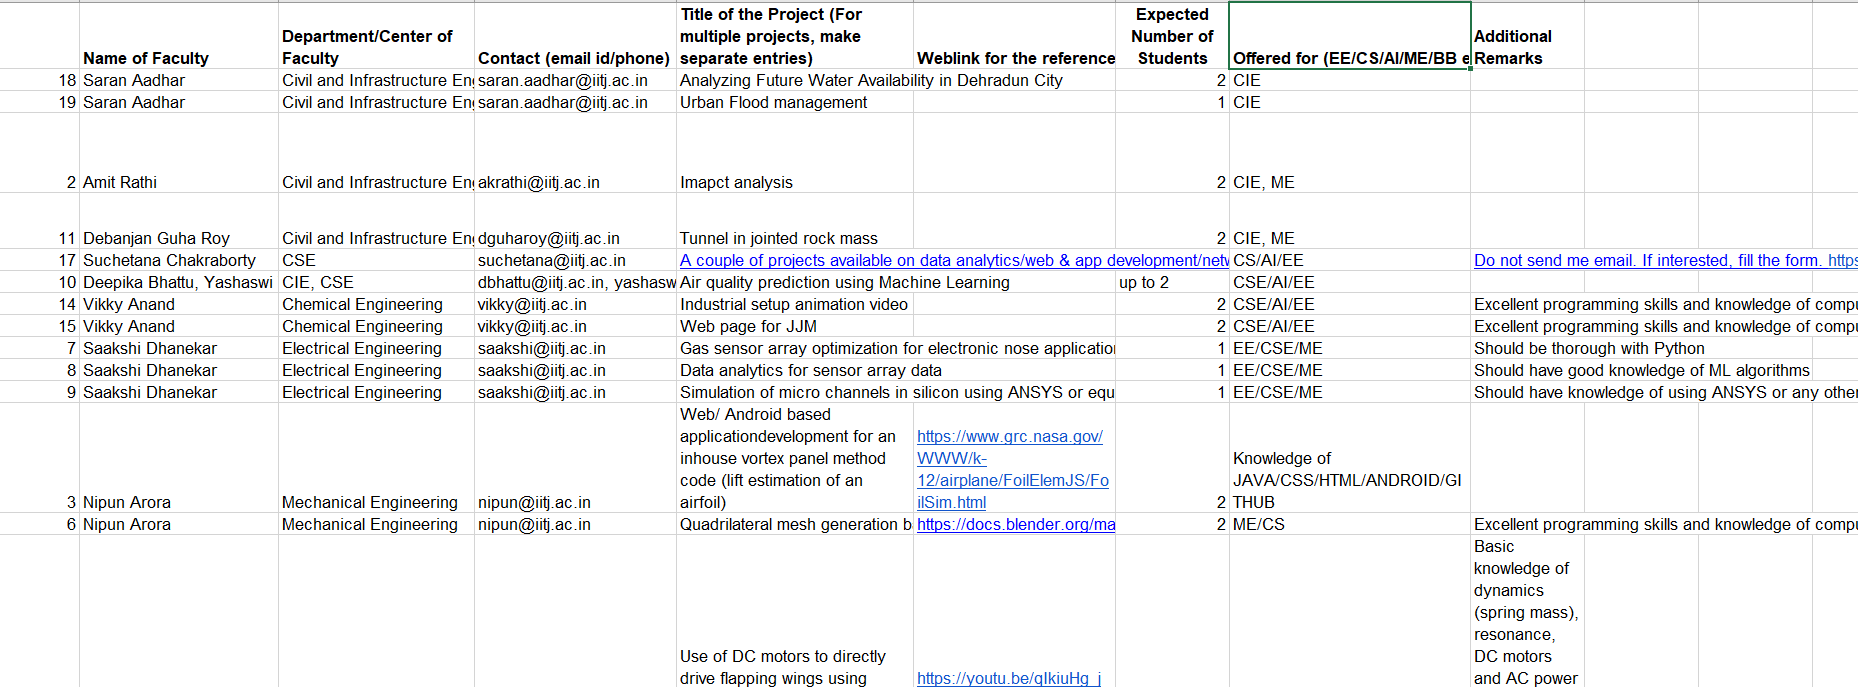 Name of Faculty	Department/Center of Faculty	Contact (email id/phone)	Title of the Project (For multiple projects, make separate entries)	Weblink for the reference	Expected Number of Students	Offered for (EE/CS/AI/ME/BB e	Additional Remarks
18	Saran Aadhar	Civil and Infrastructure En	saran.aadhar@iitj.ac.in	Analyzing Future Water Availability in Dehradun City	2	CIE
19	Saran Aadhar	Civil and Infrastructure En	saran.aadhar@iitj.ac.in	Urban Flood management	1	CIE
2	Amit Rathi	Civil and Infrastructure En	akrathi@iitj.ac.in	Imapct analysis	2	CIE, ME
11	Debanjan Guha Roy	Civil and Infrastructure En	dguharoy@iitj.ac.in	Tunnel in jointed rock mass	2	CIE, ME
17	Suchetana Chakraborty	CSE	suchetana@iitj.ac.in	A couple of projects available on data analytics/web & app development/netw	CS/AI/EE	Do not send me email. If interested, fill the form. https
10	Deepika Bhattu, Yashaswi	CIE, CSE	dbhattu@iitj.ac.in, yashasw	Air quality prediction using Machine Learning	up to 2	CSE/AI/EE
14	Vikky Anand	Chemical Engineering	vikky@iitj.ac.in	Industrial setup animation video	2	CSE/AI/EE	Excellent programming skills and knowledge of compu
15	Vikky Anand	Chemical Engineering	vikky@iitj.ac.in	Web page for JJM	2	CSE/AI/EE	Excellent programming skills and knowledge of compu
7	Saakshi Dhanekar	Electrical Engineering	saakshi@iitj.ac.in	Gas sensor array optimization for electronic nose application	1	EE/CSE/ME	Should be thorough with Python
8	Saakshi Dhanekar	Electrical Engineering	saakshi@iitj.ac.in	Data analytics for sensor array data	1	EE/CSE/ME	Should have good knowledge of ML algorithms
9	Saakshi Dhanekar	Electrical Engineering	saakshi@iitj.ac.in	Simulation of micro channels in silicon using ANSYS or equ	1	EE/CSE/ME	Should have knowledge of using ANSYS or any other
3	Nipun Arora	Mechanical Engineering	nipun@iitj.ac.in	Web/ Android based applicationdevelopment for an inhouse vortex panel method code (lift estimation of an airfoil)	https://www.grc.nasa.gov/WWW/k-12/airplane/FoilElemJS/FoilSim.html	2	Knowledge of JAVA/CSS/HTML/ANDROID/GITHUB
6	Nipun Arora	Mechanical Engineering	nipun@iitj.ac.in	Quadrilateral mesh generation b	https://docs.blender.org/ma	2	ME/CS	Excellent programming skills and knowledge of compu
Use of DC motors to directly drive flapping wings using	https://youtu.be/qIkiuHg_j	Basic knowledge of dynamics (spring mass), resonance, DC motors and AC power